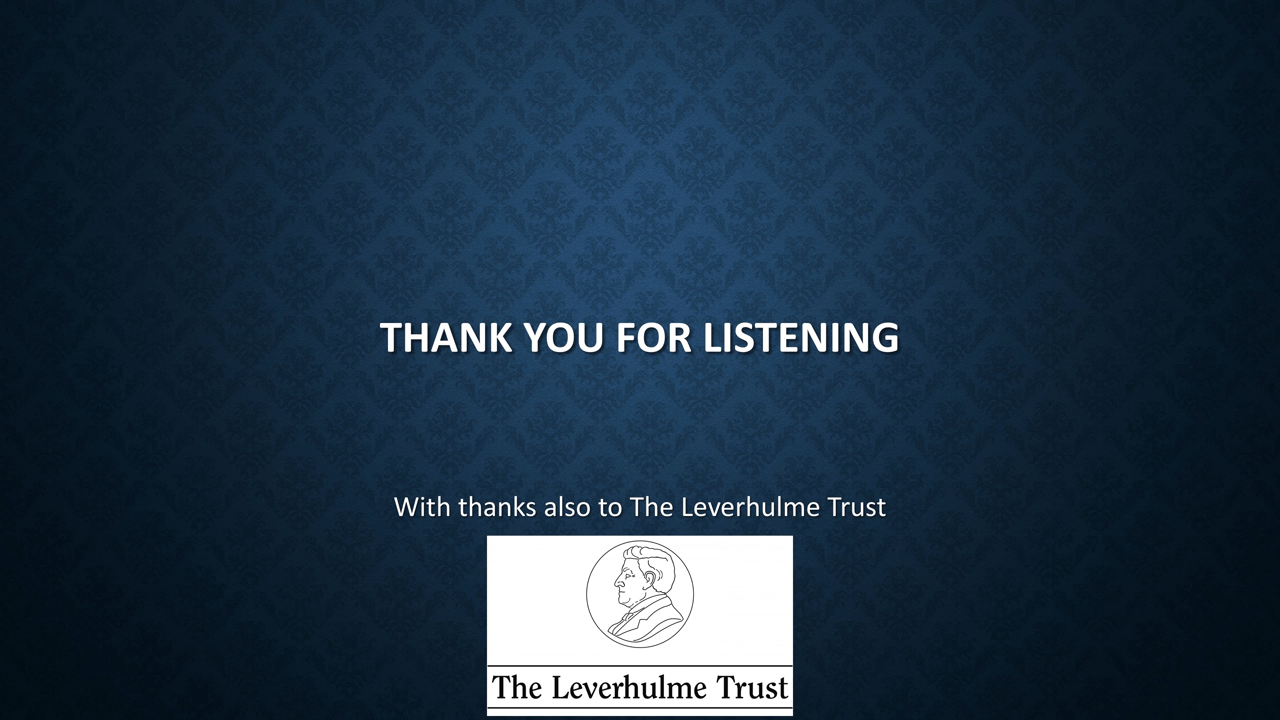 THANK YOU FOR LISTENING
With thanks also to The Leverhulme Trust
The Leverhulme Trust